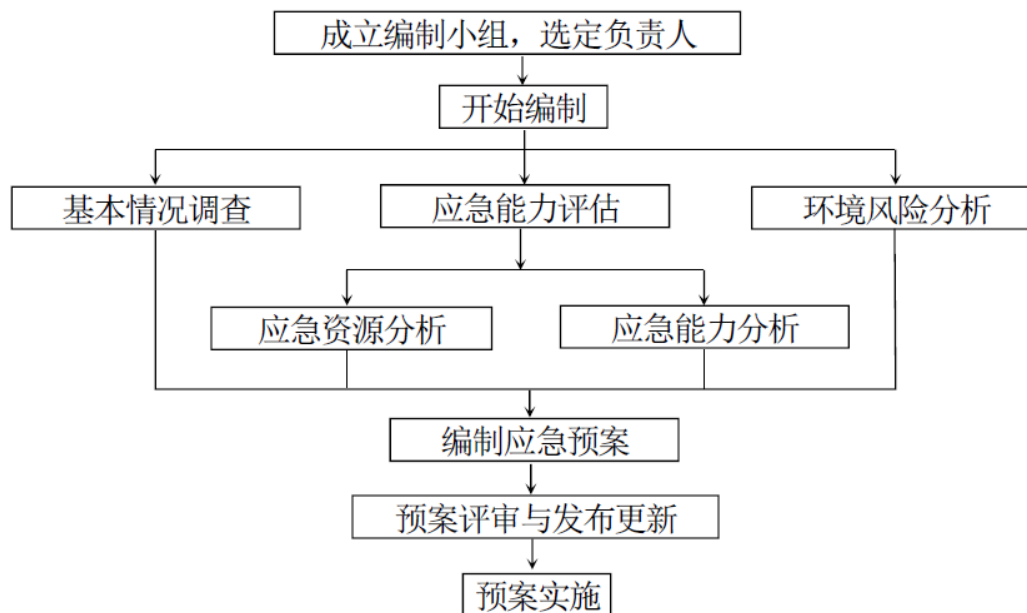 成立编制小组，选定负责人
开始编制
基本情况调查
应急能力评估
环境风险分析
应急资源分析
应急能力分析
编制应急预案
预案评审与发布更新
预案实施